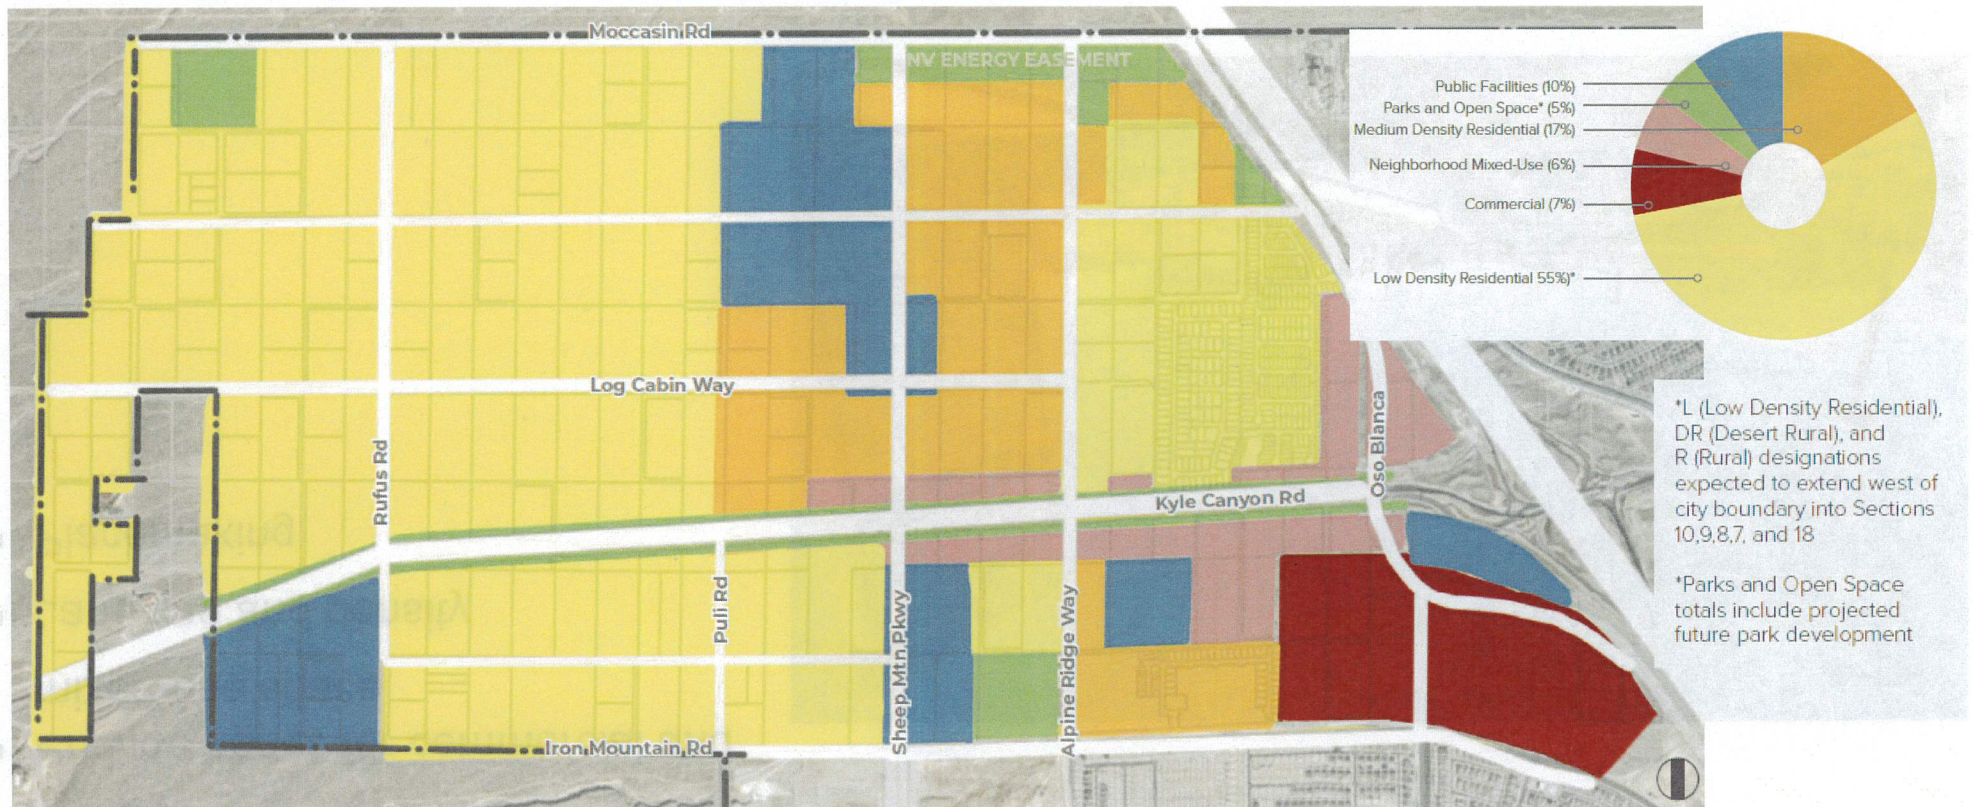 Moccasin Rd
NV ENERGY EASEMENT
Public Facilities (10%)
Parks and Open Space* (5%)
Medium Density Residential (17%)
Neighborhood Mixed-Use (6%)
Commercial (7%)
Low Density Residential 55%)*
Log Cabin Way
Rufus Rd
Oso Blanca
Kyle Canyon Rd
Puli Rd
Sheep Mtn Pkwy
Alpine Ridge Way
Iron Mountain Rd
*L (Low Density Residential),
DR (Desert Rural), and
R (Rural) designations
expected to extend west of
city boundary into Sections
10,9,8,7, and 18
*Parks and Open Space
totals include projected
future park development